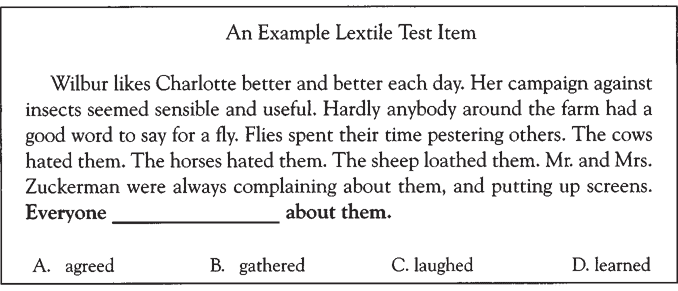 An Example Lextile Test Item
Wilbur likes Charlotte better and better each day. Her campaign against
insects seemed sensible and useful. Hardly anybody around the farm had a
good word to say for a fly. Flies spent their time pestering others. The cows
hated them. The horses hated them. The sheep loathed them. Mr. and Mrs.
Zuckerman were always complaining about them, and putting up screens.
Everyone ________________ about them.
A. agreed B. gathered C. laughed D. learned